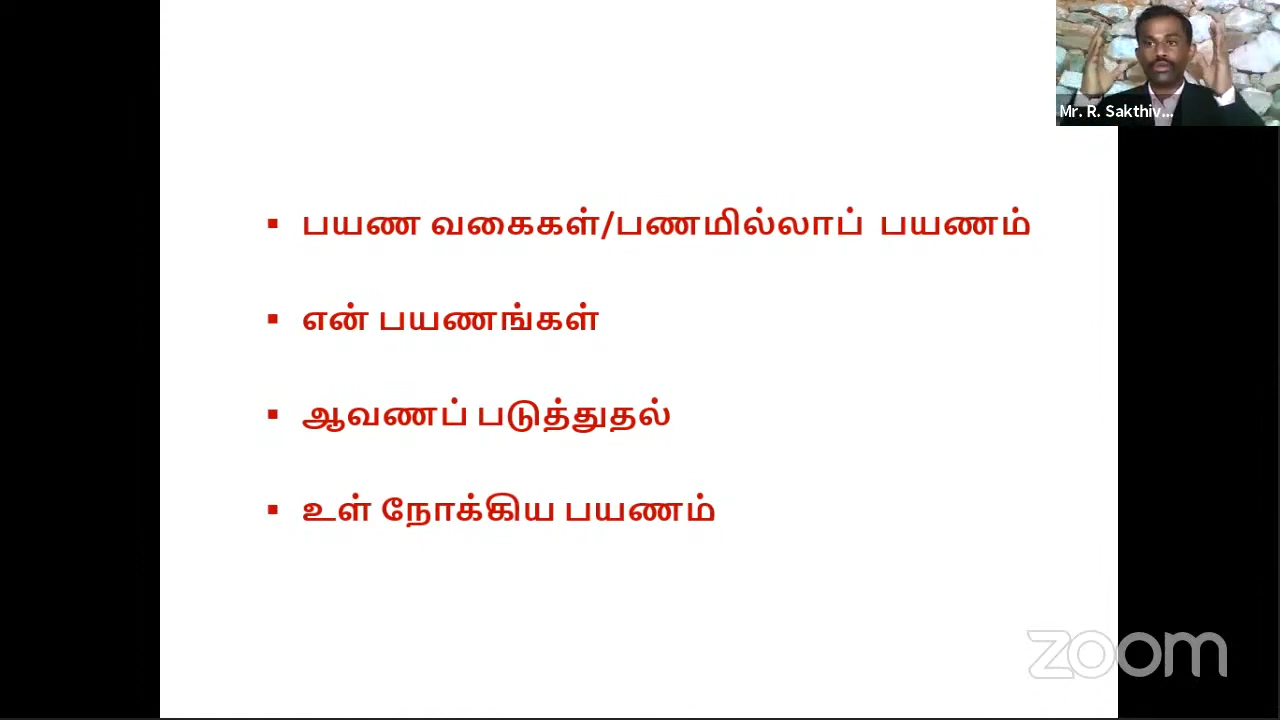 Mr. R. Sakthiv...
▪ பயண வகைகள்/பணமில்லாப் பயணம்
▪ என் பயணங்கள்
▪ ஆவணப் படுத்துதல்
▪ உள் நோக்கிய பயணம்
zoom